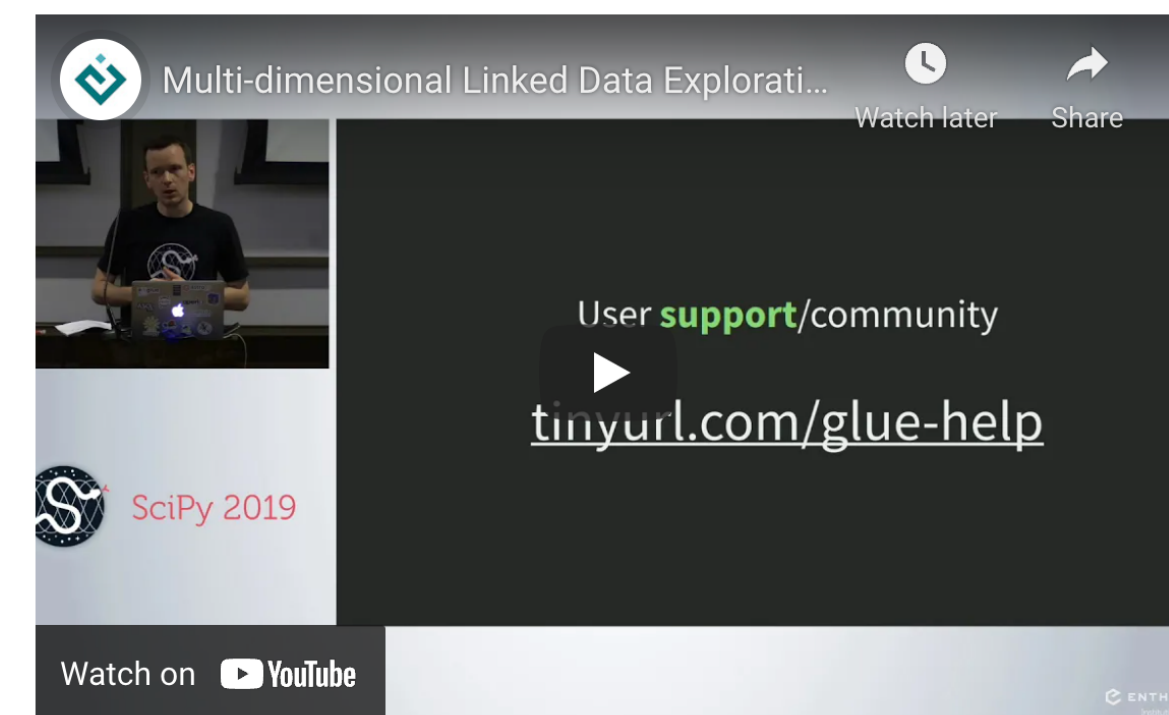 Multi-dimensional Linked Data Explorati...
Watch later
Share
User support/community
tinyurl.com/glue-help
SciPy 2019
Watch on YouTube
ENTH